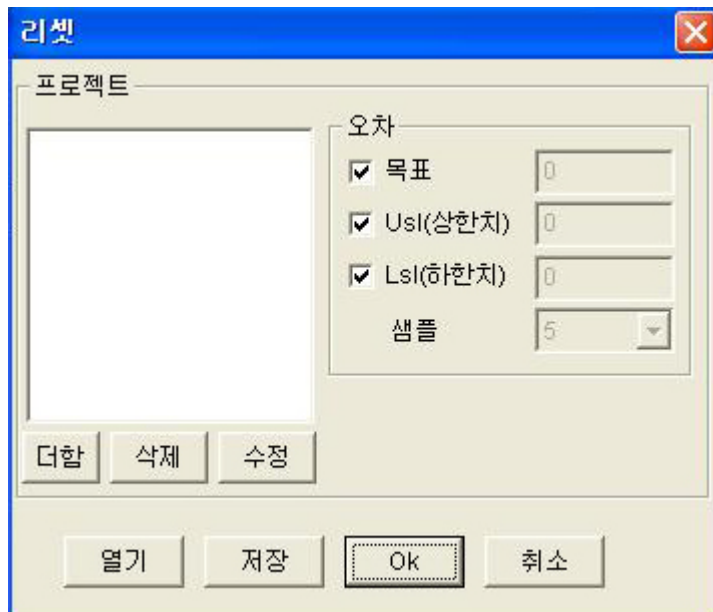 리셋
프로젝트
오차
목표 0
Usl(상한치) 0
Lsl(하한치) 0
샘플 5
더함 삭제 수정
열기 저장 Ok 취소